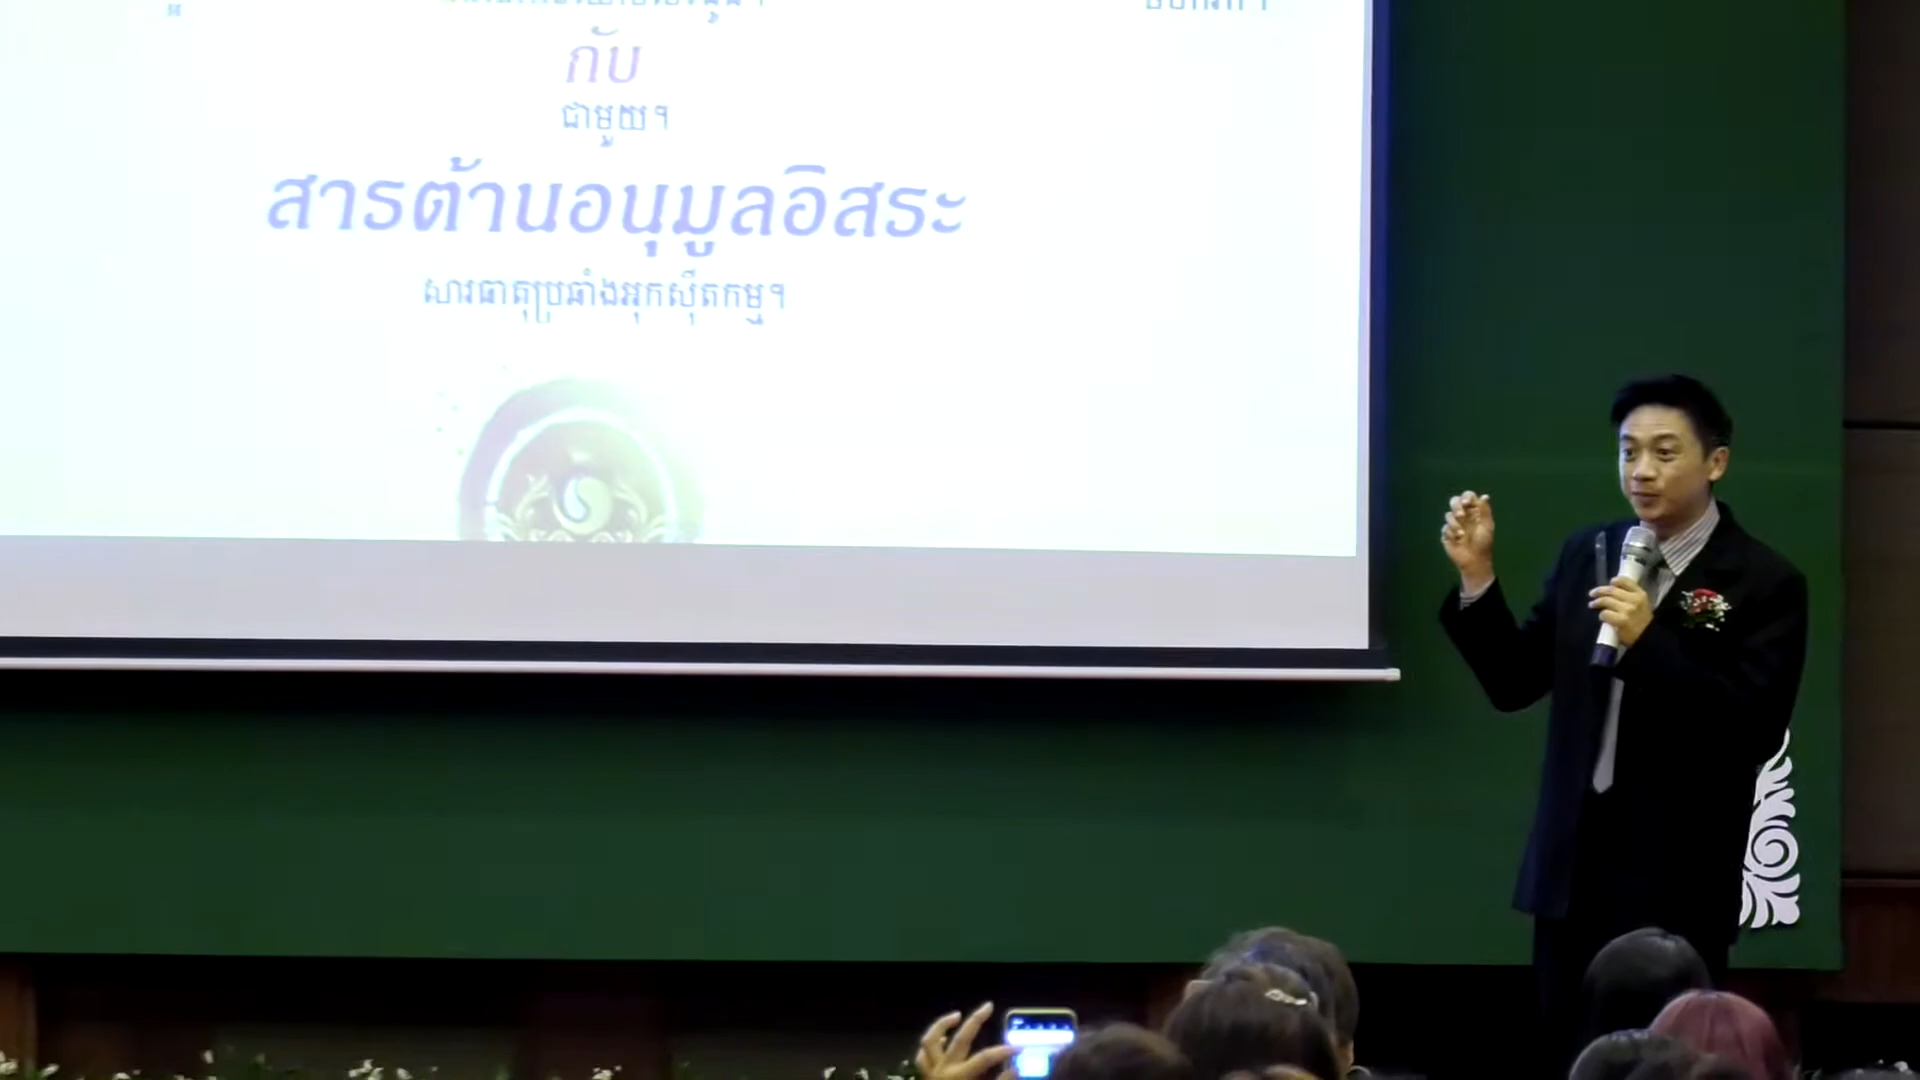 กับ
ជាមួយ។
สารต้านอนุมูลอิสระ
សារធាតុប្រឆាំងអុកស៊ីតកម្ម។